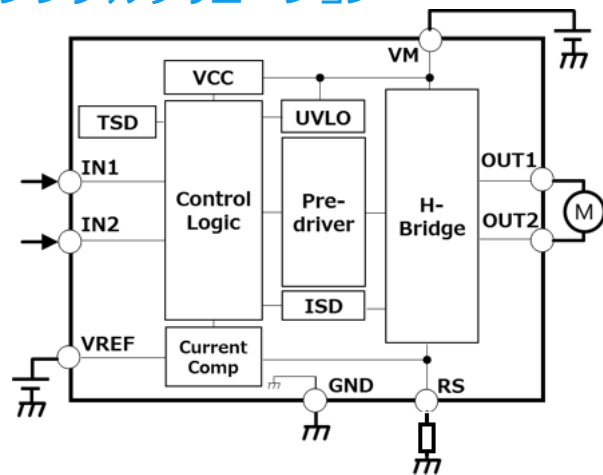 VM
VCC
TSD
UVLO
IN1
OUT1
Control
Logic
Pre-
driver
H-
Bridge
IN2
OUT2
M
ISD
VREF
Current
Comp
GND
RS